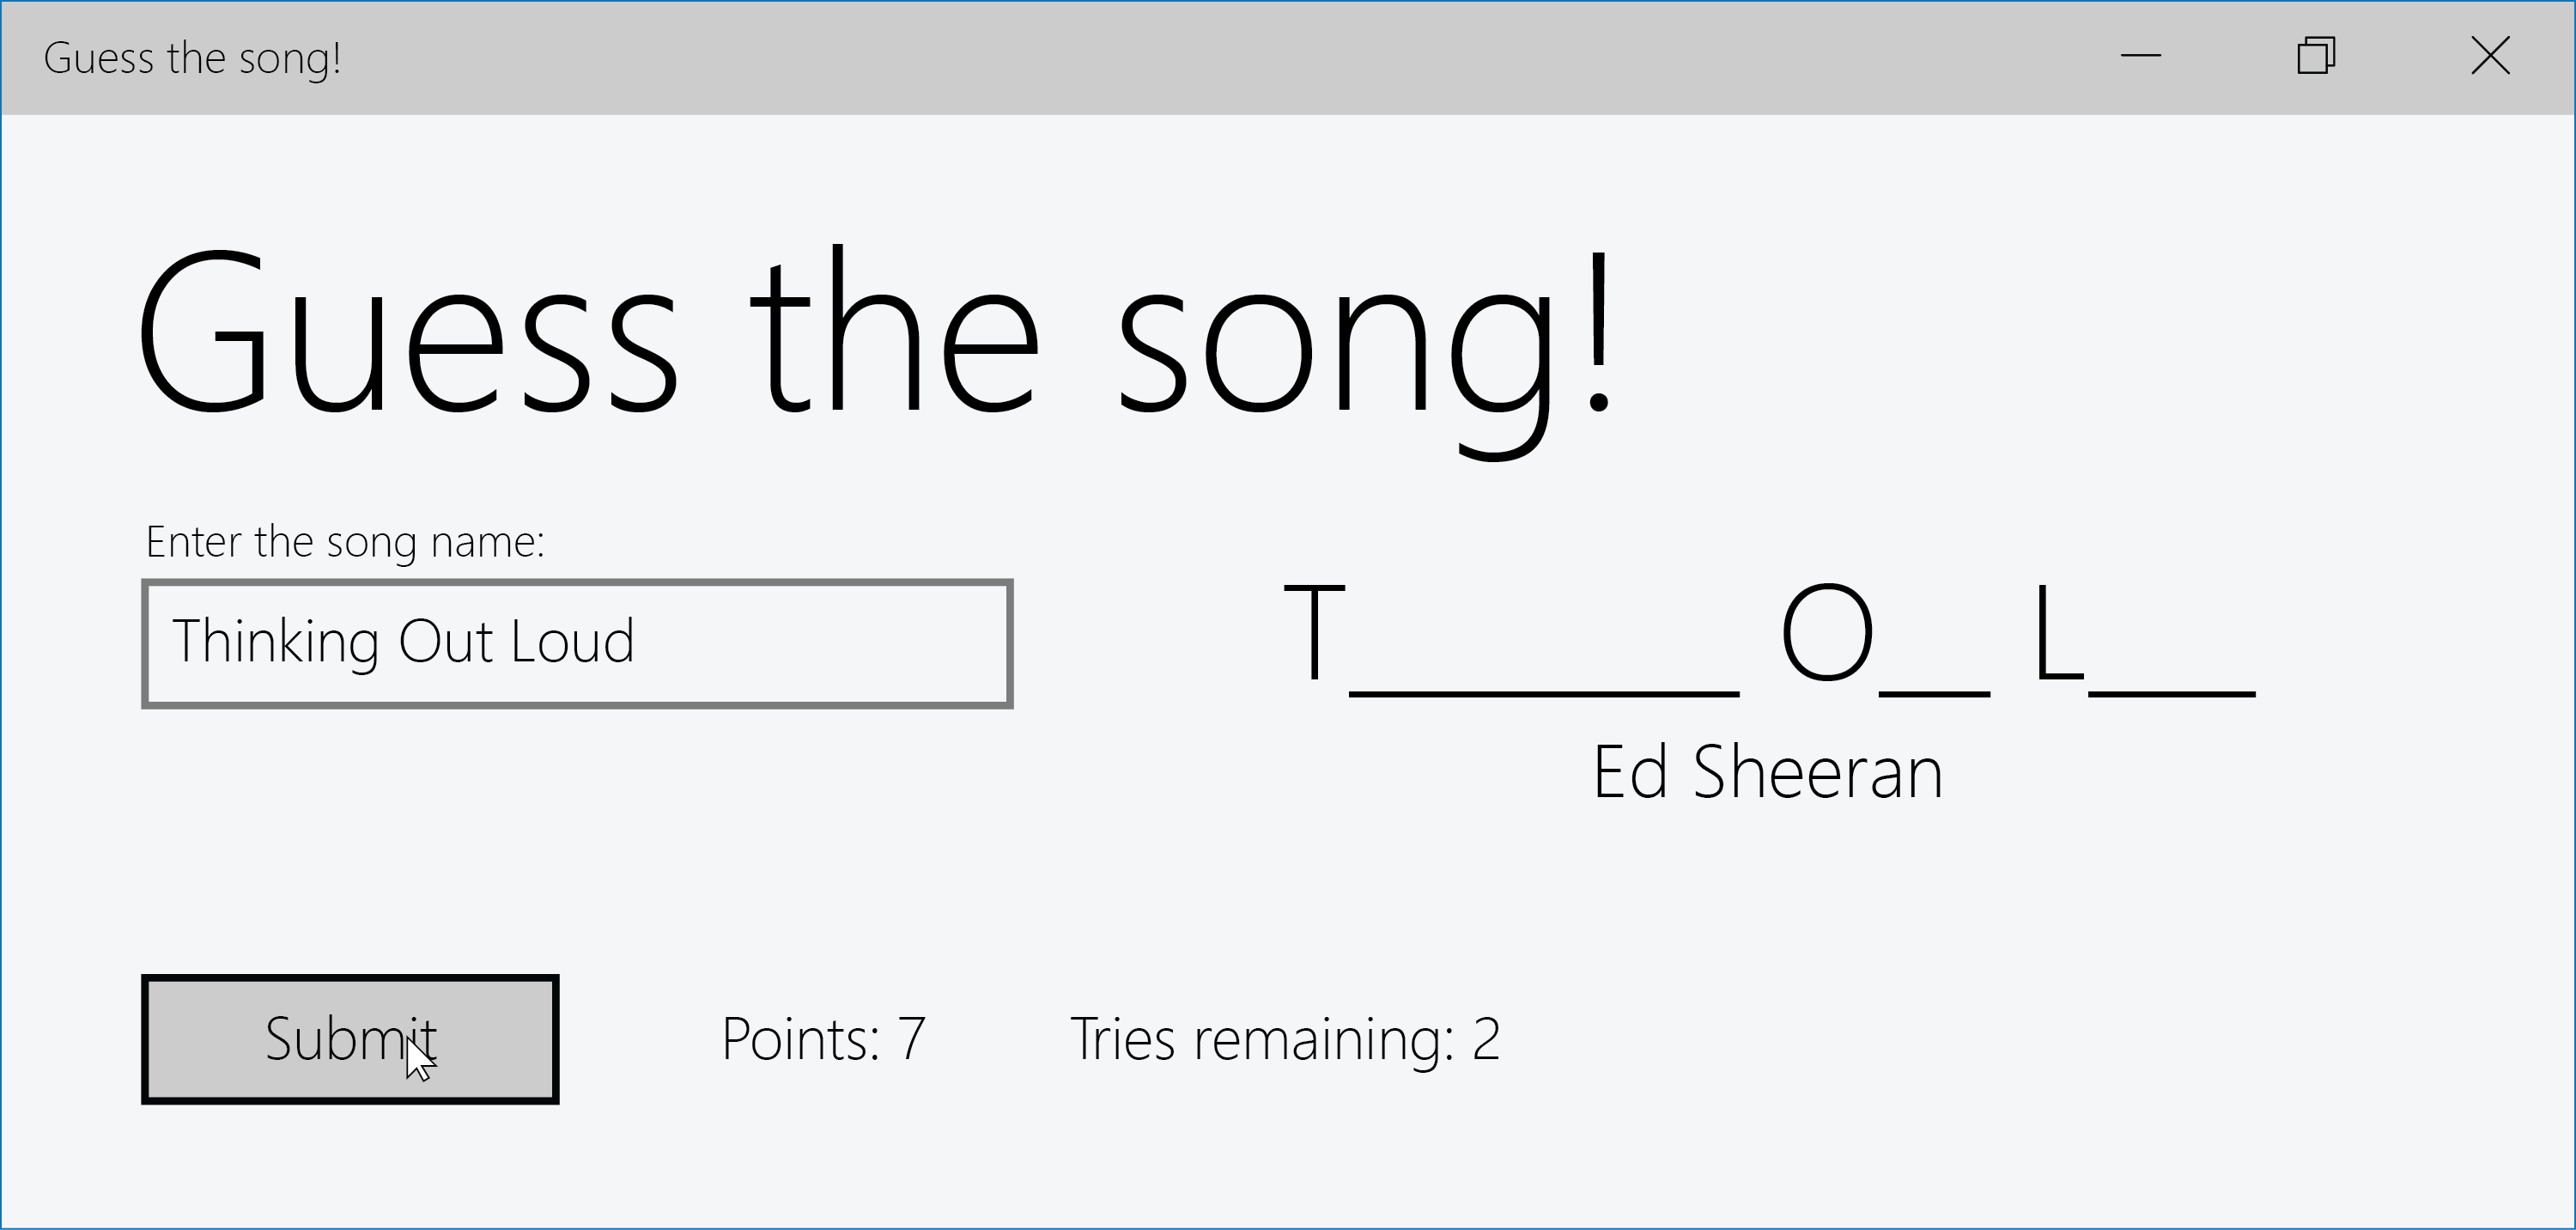 Guess the song!
Guess the song!
Enter the song name:
Thinking Out Loud
T_______ O__ L___
Ed Sheeran
Submit
Points: 7
Tries remaining: 2